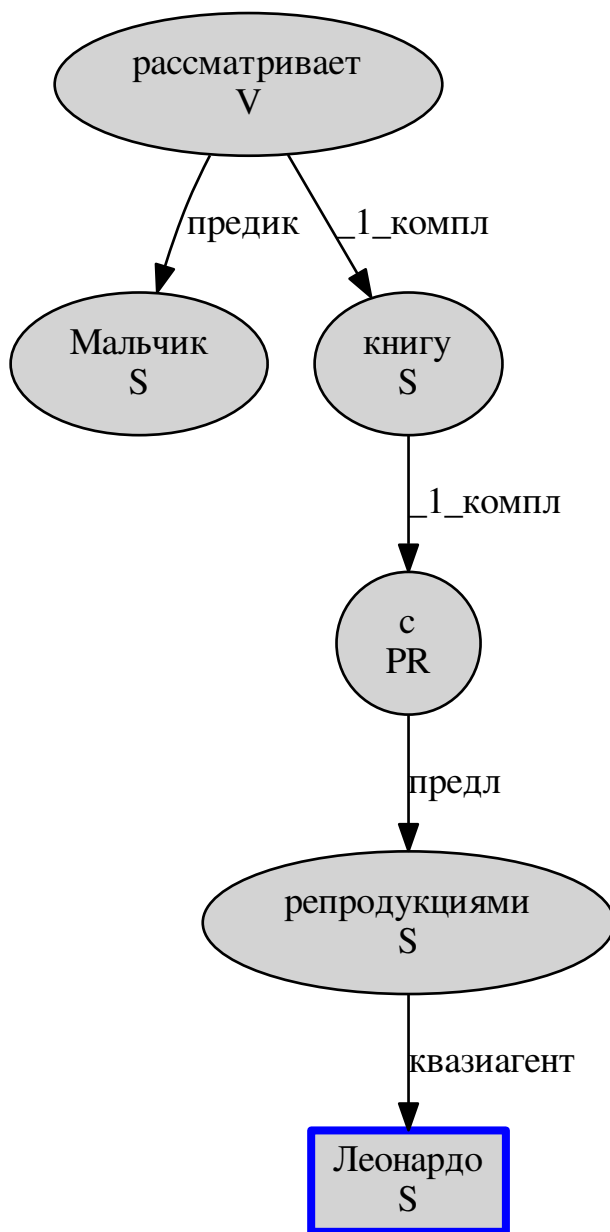 рассматривает
V
предик
_1_компл
Мальчик
S
книгу
S
_1_компл
с
PR
предл
репродукциями
S
квазиагент
Леонардо
S